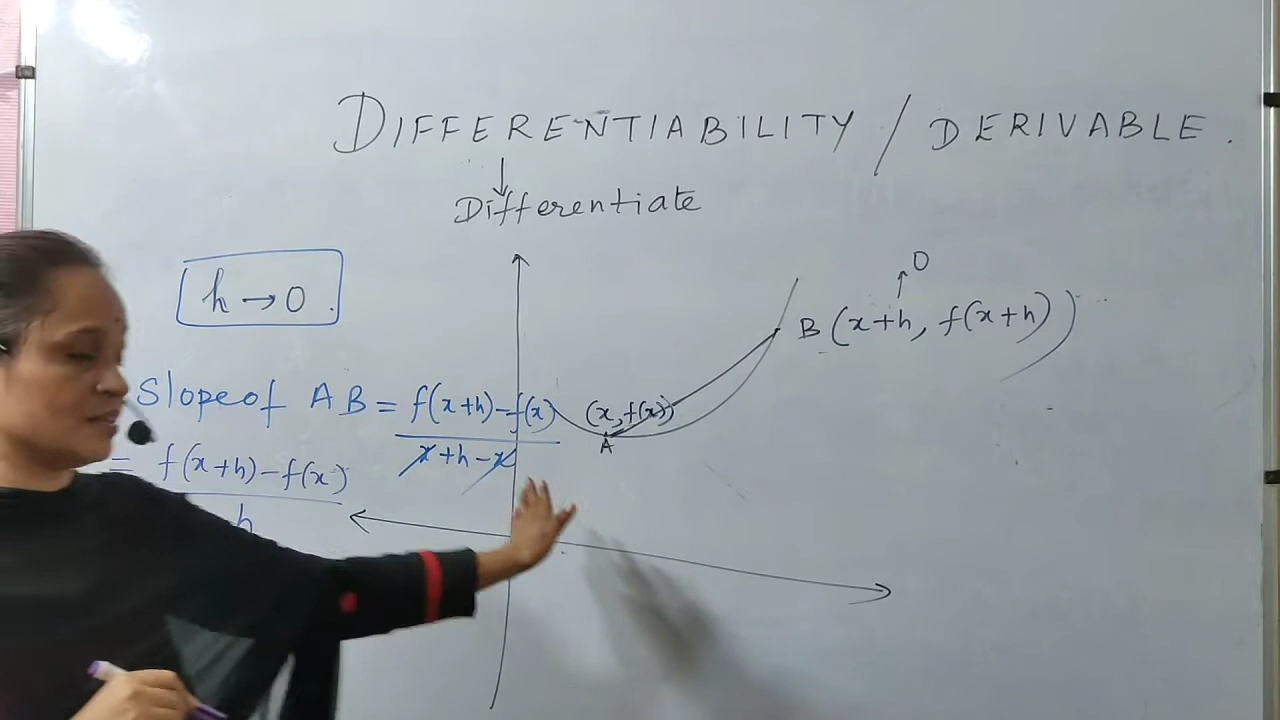 DIFFERENTIABILITY / DERIVABLE.
↓
Differentiate
h → 0.
0
↑
B (x+h, f(x+h))
Slope of AB = f(x+h) - f(x)
x + h - x
(x, f(x))
A
= f(x+h) - f(x)
h